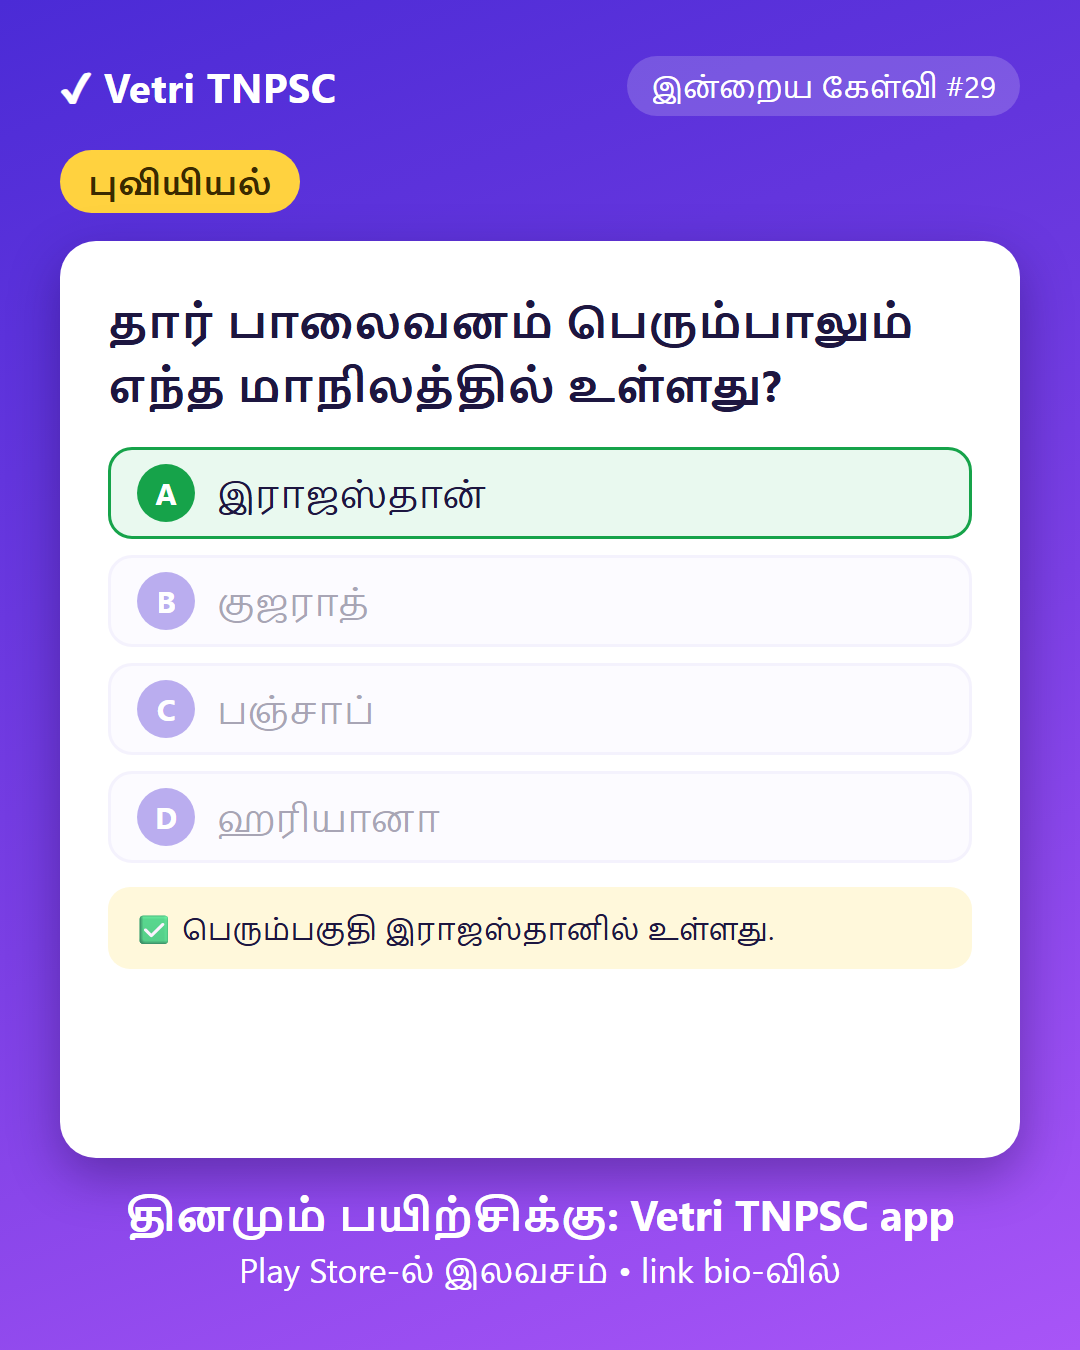 ✔ Vetri TNPSC
இன்றைய கேள்வி #29
புவியியல்
தார் பாலைவனம் பெரும்பாலும்
எந்த மாநிலத்தில் உள்ளது?
A இராஜஸ்தான்
B குஜராத்
C பஞ்சாப்
D ஹரியானா
✅ பெரும்பகுதி இராஜஸ்தானில் உள்ளது.
தினமும் பயிற்சிக்கு: Vetri TNPSC app
Play Store-ல் இலவசம் • link bio-வில்